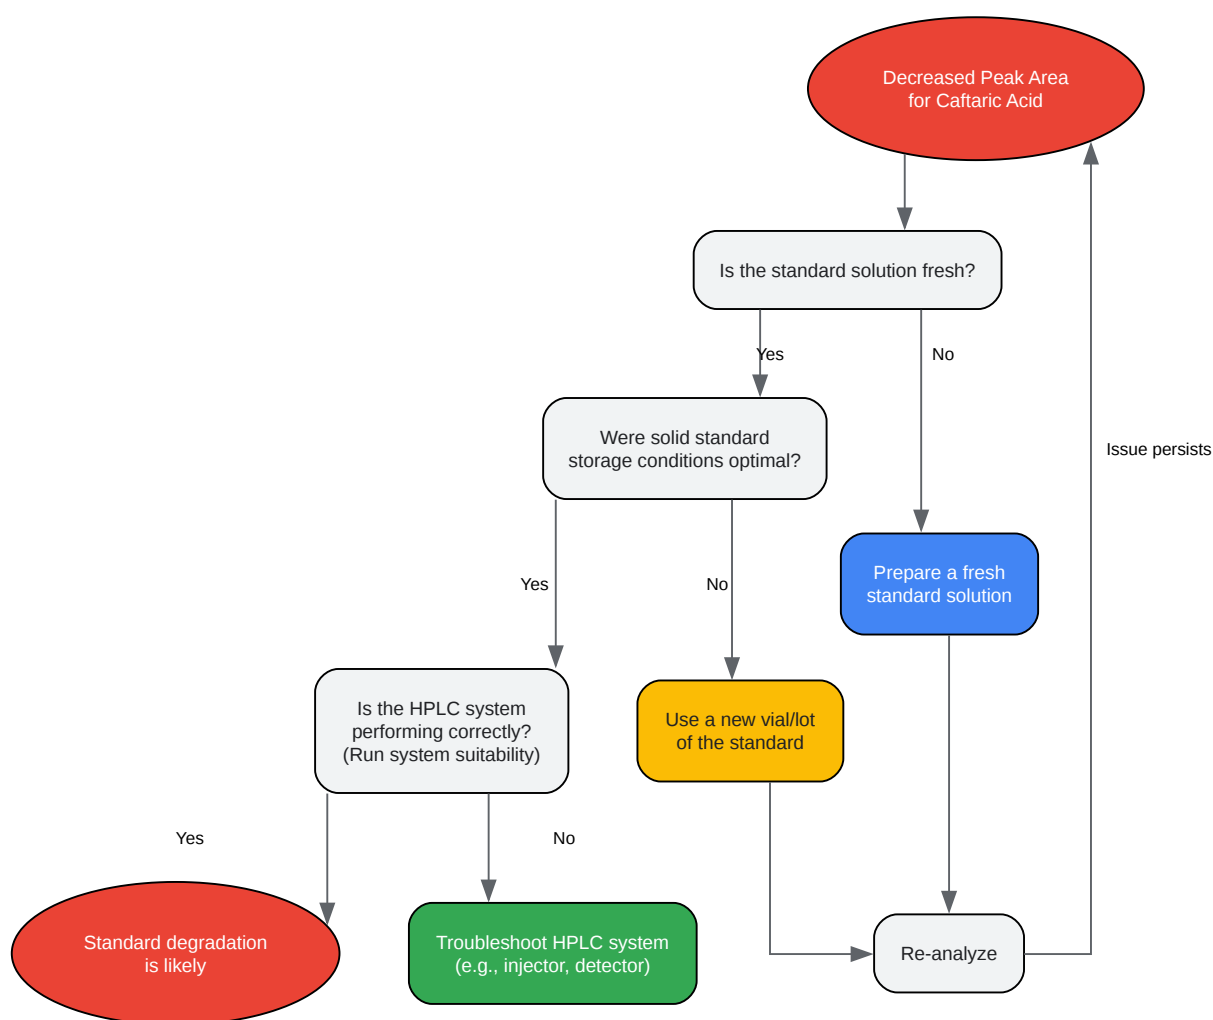 Decreased Peak Area
for Caftaric Acid
Is the standard solution fresh?
Yes
No
Were solid standard
storage conditions optimal?
Issue persists
Yes
No
Prepare a fresh
standard solution
Is the HPLC system
performing correctly?
(Run system suitability)
Use a new vial/lot
of the standard
Yes
No
Standard degradation
is likely
Troubleshoot HPLC system
(e.g., injector, detector)
Re-analyze